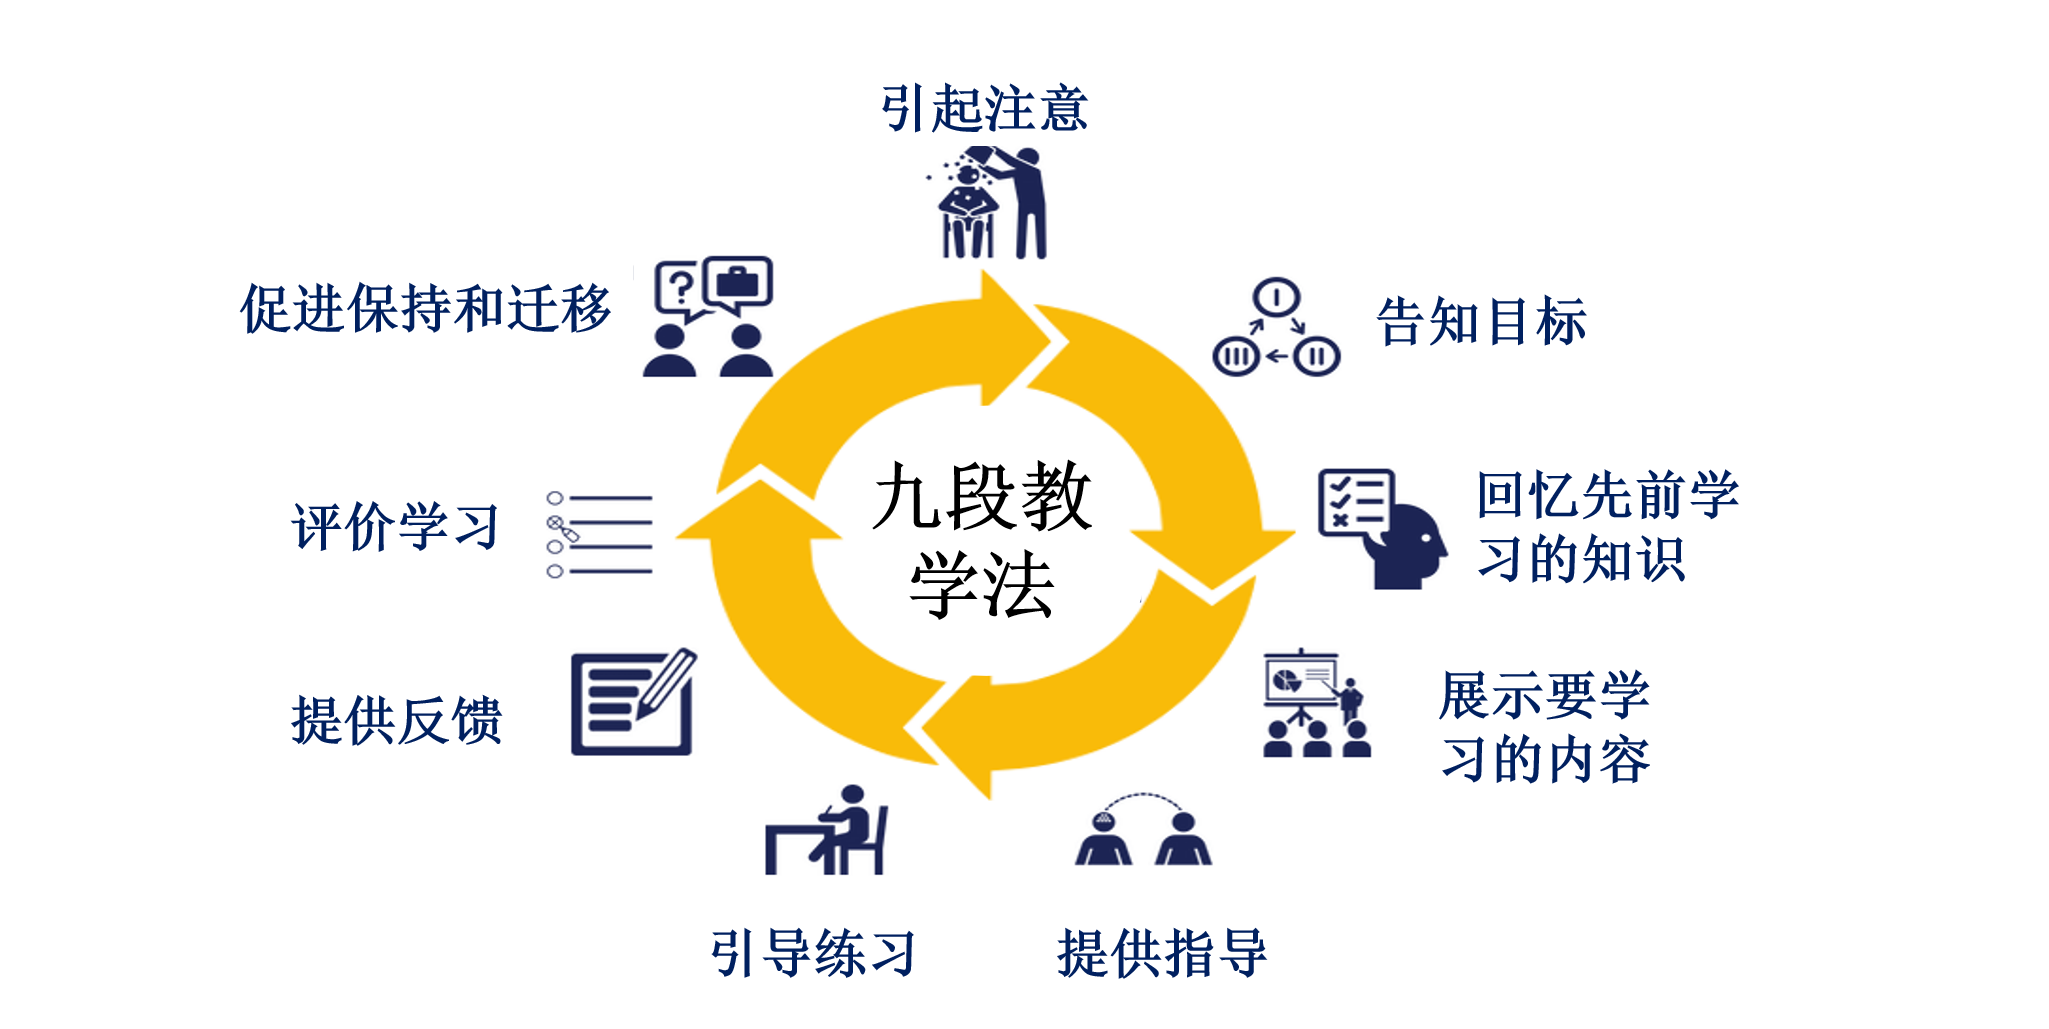 引起注意
告知目标
回忆先前学
习的知识
展示要学
习的内容
提供指导
引导练习
提供反馈
评价学习
促进保持和迁移
?
I
II
III
九段教
学法